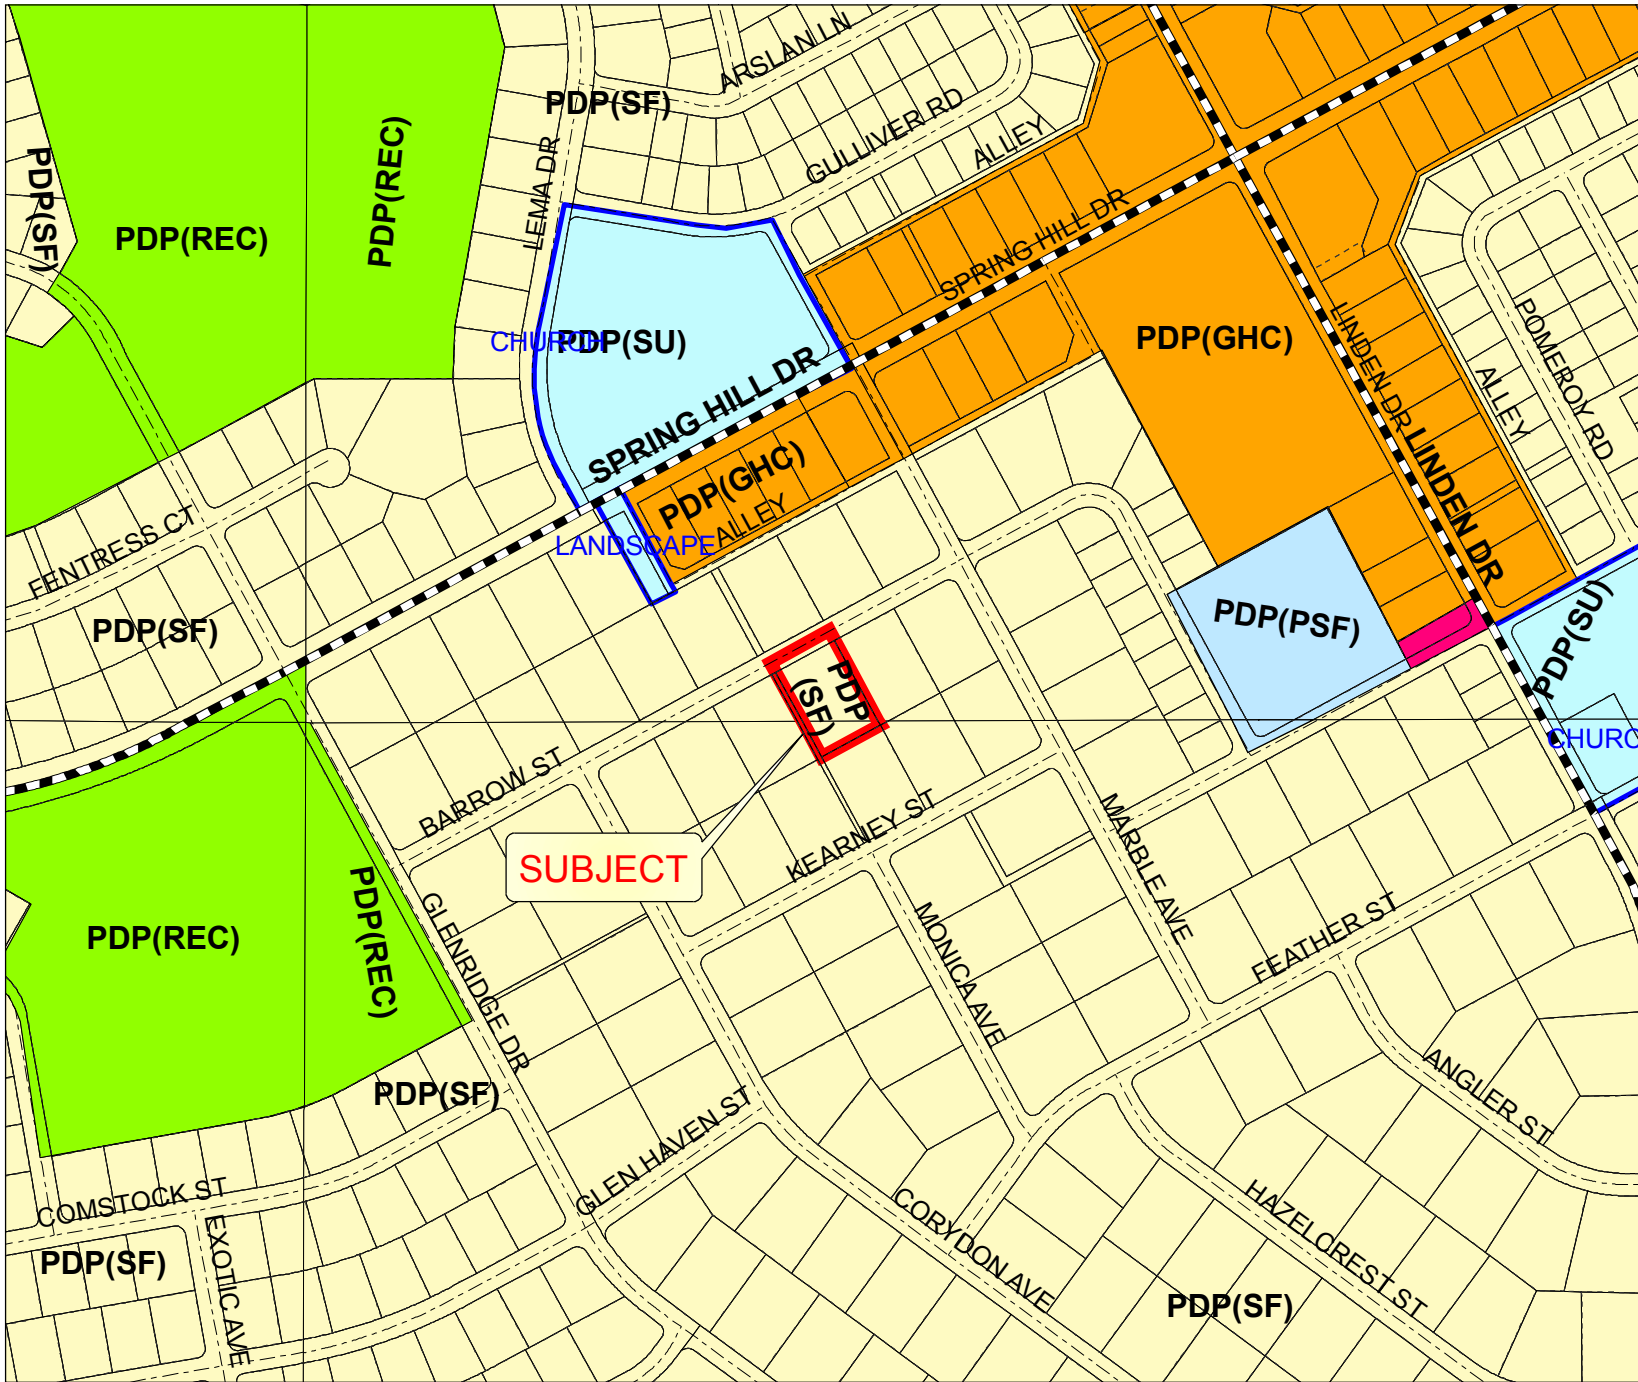 ARSLAN LN
PDP(SF)
GULLIVER RD
ALLEY
PDP(REC)
PDP(SF)
LEMA DR
PDP(REC)
SPRING HILL DR
CHURCH
PDP(SU)
PDP(GHC)
LINDEN DR
POMEROY RD
ALLEY
SPRING HILL DR
PDP(GHC)
ALLEY
LANDSCAPE
LINDEN DR
FENTRESS CT
PDP(SF)
PDP(PSF)
PDP(SU)
PDP
(SF)
CHURC
BARROW ST
SUBJECT
KEARNEY ST
MARBLE AVE
PDP(REC)
PDP(REC)
GLENRIDGE DR
MONICA AVE
FEATHER ST
PDP(SF)
ANGLER ST
GLEN HAVEN ST
COMSTOCK ST
CORYDON AVE
HAZELCREST ST
PDP(SF)
EXOTIC AVE
PDP(SF)